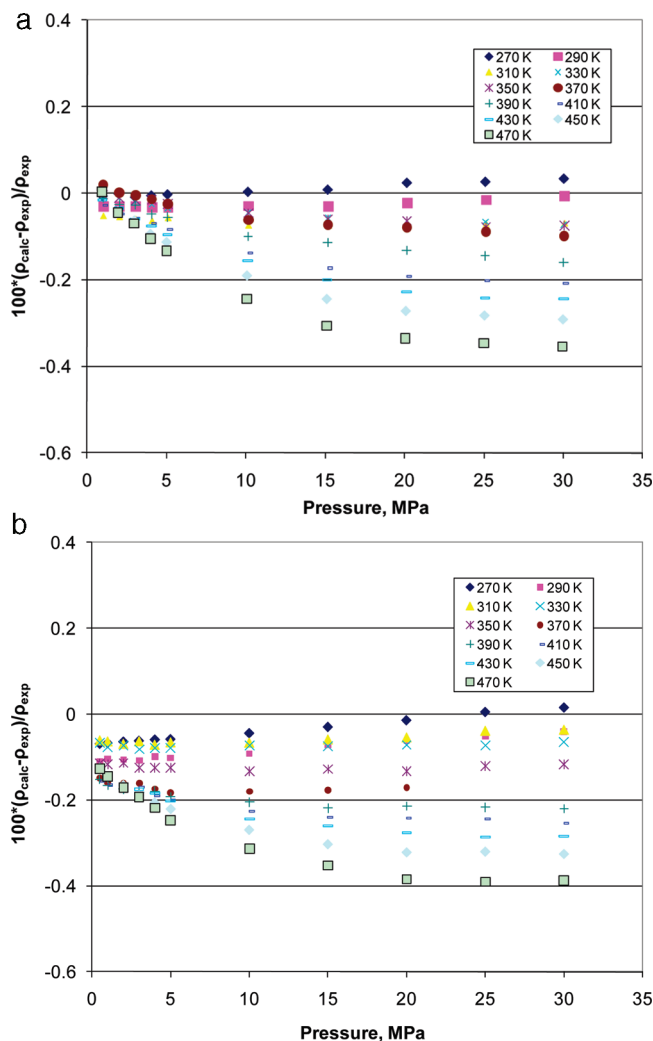 a
0.4
0.2
0
-0.2
-0.4
-0.6
100*(ρcalc-ρexp)/ρexp
270 K 290 K
310 K 330 K
350 K 370 K
390 K 410 K
430 K 450 K
470 K
0 5 10 15 20 25 30 35
Pressure, MPa
b
0.4
0.2
0
-0.2
-0.4
-0.6
100*(ρcalc-ρexp)/ρexp
270 K 290 K
310 K 330 K
350 K 370 K
390 K 410 K
430 K 450 K
470 K
0 5 10 15 20 25 30 35
Pressure, MPa